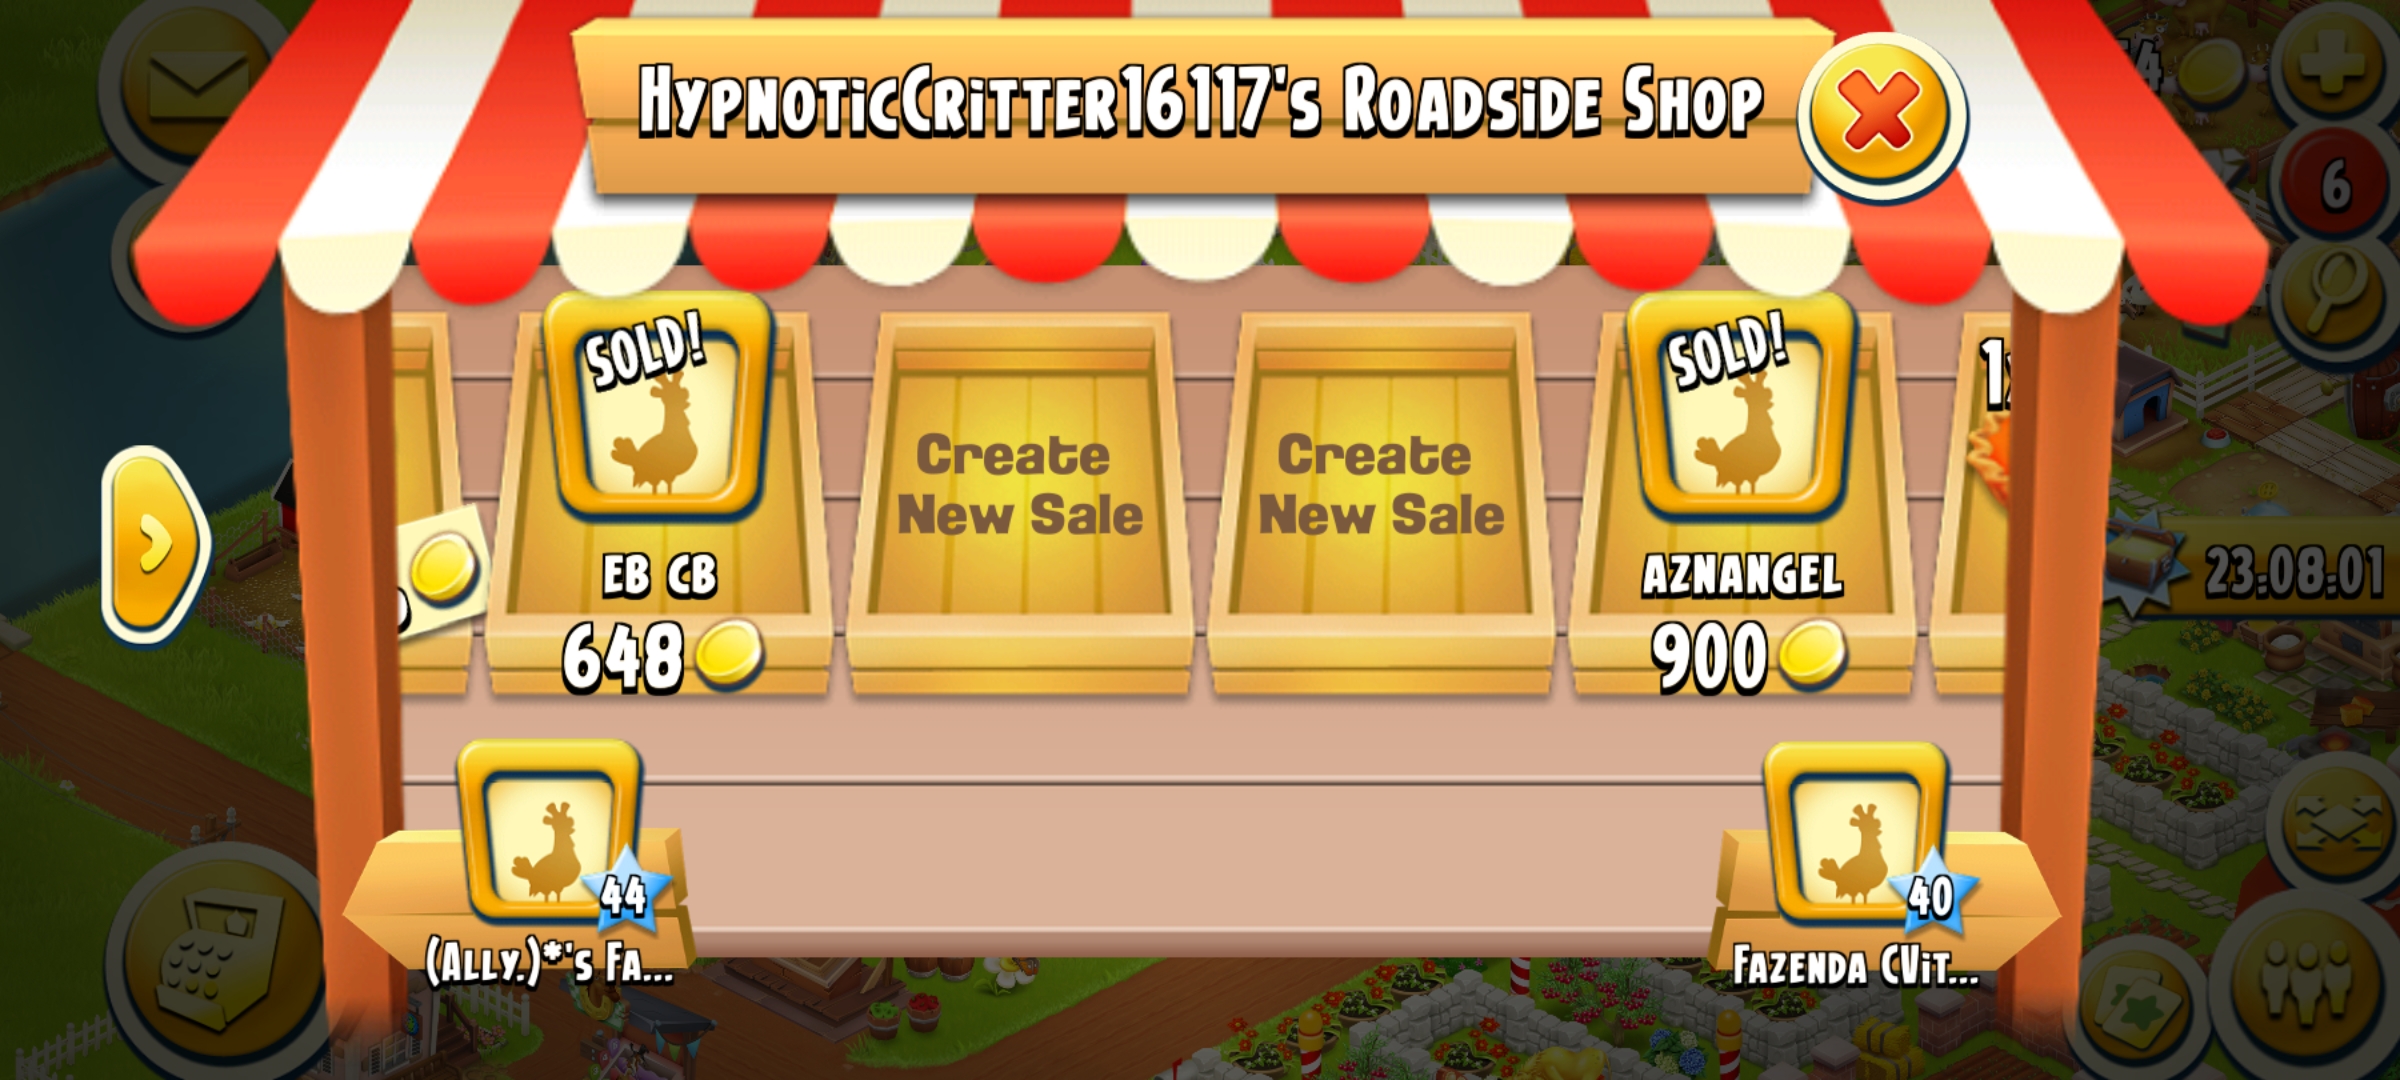 HypnoticCritter16117's Roadside Shop
6
SOLD!
EB CB
648
Create
New Sale
Create
New Sale
SOLD!
AZNANGEL
900
23:08:01
44
(Ally.)*'s Fa...
40
Fazenda CVit...